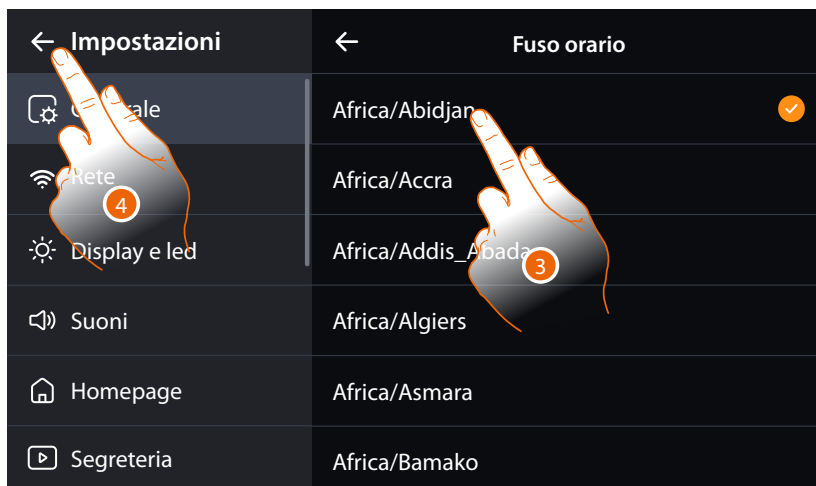 Impostazioni
Rete
Display e led
Suoni
Homepage
Segreteria
4
Fuso orario
Africa/Abidjan
Africa/Accra
Africa/Addis_Abada
Africa/Algiers
Africa/Asmara
Africa/Bamako
3